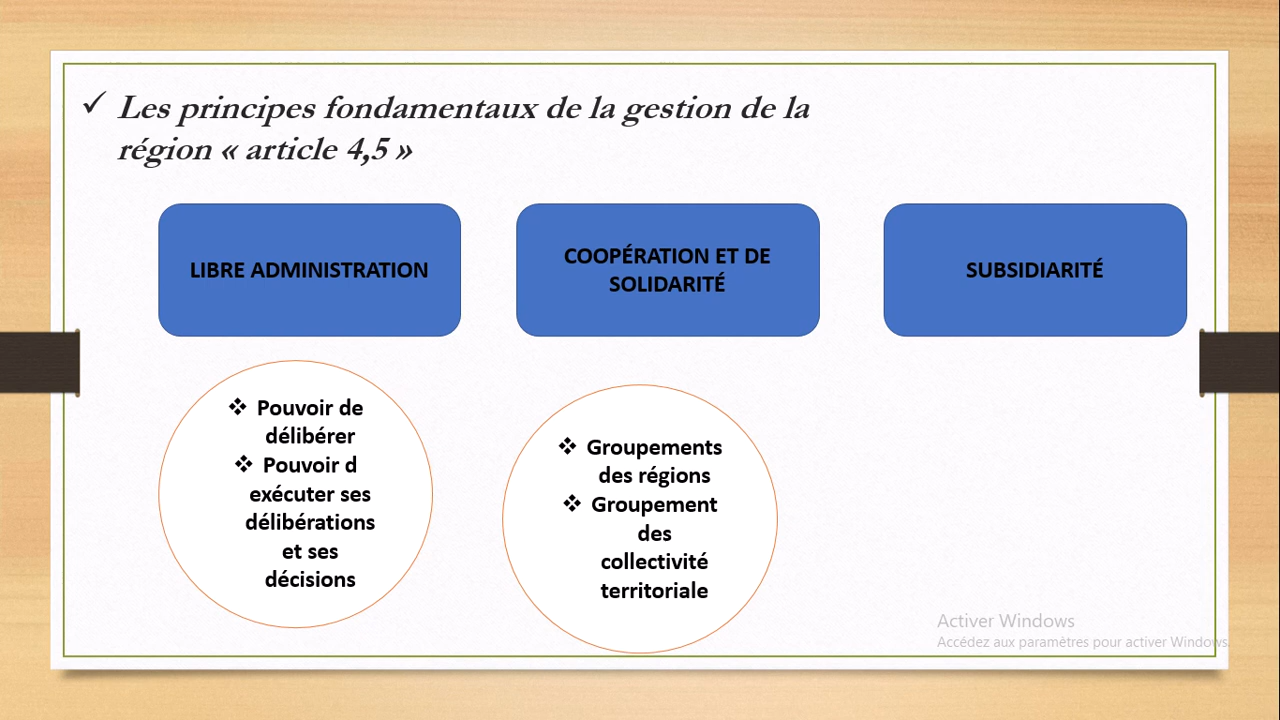 ✓ Les principes fondamentaux de la gestion de la
région « article 4,5 »
LIBRE ADMINISTRATION
COOPÉRATION ET DE
SOLIDARITÉ
SUBSIDIARITÉ
❖ Pouvoir de
délibérer
❖ Pouvoir d
exécuter ses
délibérations
et ses
décisions
❖ Groupements
des régions
❖ Groupement
des
collectivité
territoriale
Activer Windows
Accédez aux paramètres pour activer Windows.